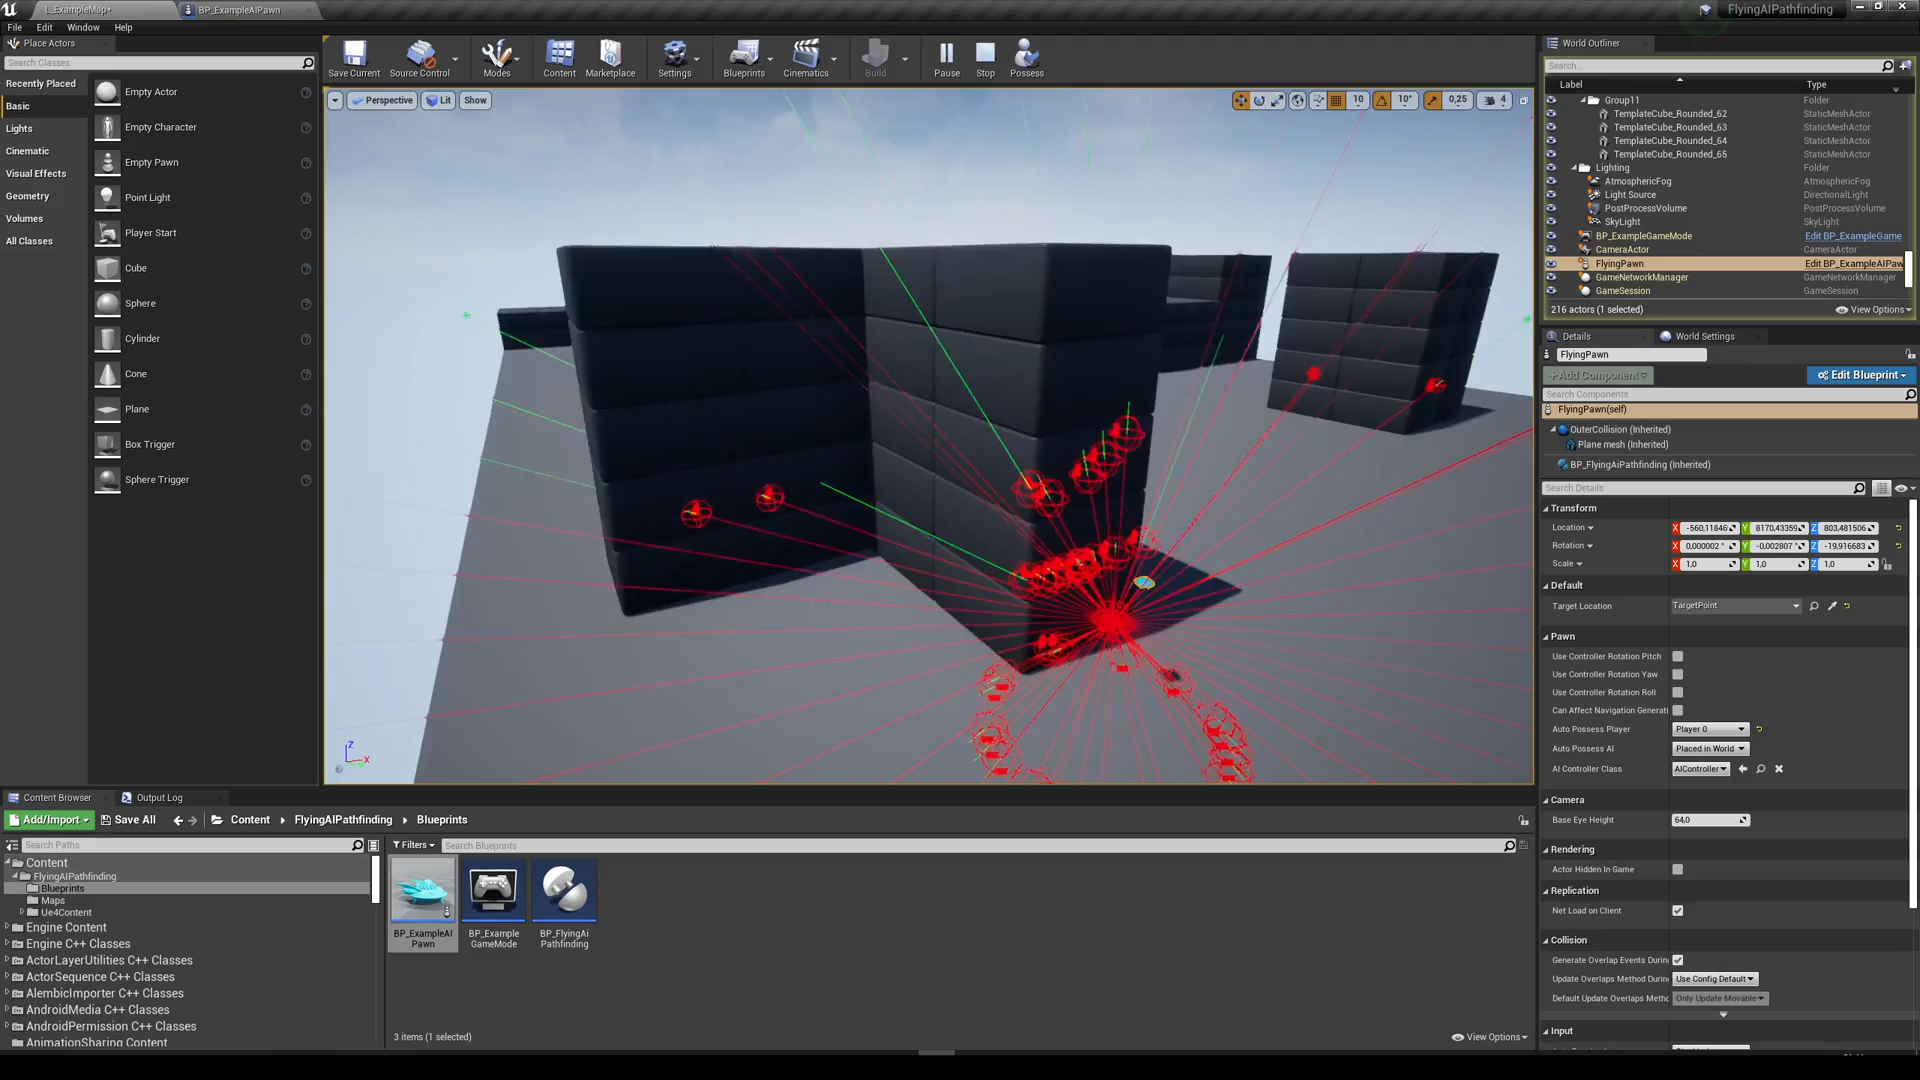 L_ExampleMap*
BP_ExampleAIPawn
FlyingAIPathfinding
File Edit Window Help
Place Actors
Search Classes
Recently Placed
Basic
Lights
Cinematic
Visual Effects
Geometry
Volumes
All Classes
Empty Actor
Empty Character
Empty Pawn
Point Light
Player Start
Cube
Sphere
Cylinder
Cone
Plane
Box Trigger
Sphere Trigger
Save Current Source Control Modes Content Marketplace Settings Blueprints Cinematics Build Pause Stop Possess
Perspective Lit Show
10 10° 0,25 4
Z
X
World Outliner
Search...
Label Type
Group11 Folder
TemplateCube_Rounded_62 StaticMeshActor
TemplateCube_Rounded_63 StaticMeshActor
TemplateCube_Rounded_64 StaticMeshActor
TemplateCube_Rounded_65 StaticMeshActor
Lighting Folder
AtmosphericFog AtmosphericFog
Light Source DirectionalLight
PostProcessVolume PostProcessVolume
SkyLight SkyLight
BP_ExampleGameMode Edit BP_ExampleGame
CameraActor CameraActor
FlyingPawn Edit BP_ExampleAIPaw
GameNetworkManager GameNetworkManager
GameSession GameSession
216 actors (1 selected) View Options
Details World Settings
FlyingPawn
+ Add Component Edit Blueprint
Search Components
FlyingPawn(self)
OuterCollision (Inherited)
Plane mesh (Inherited)
BP_FlyingAiPathfinding (Inherited)
Search Details
Transform
Location X -560,11846 Y 8170,43359 Z 803,481506
Rotation X 0,000002 ° Y -0,002807 ° Z -19,916683
Scale X 1,0 Y 1,0 Z 1,0
Default
Target Location TargetPoint
Pawn
Use Controller Rotation Pitch
Use Controller Rotation Yaw
Use Controller Rotation Roll
Can Affect Navigation Generati
Auto Possess Player Player 0
Auto Possess AI Placed in World
AI Controller Class AIController
Camera
Base Eye Height 64,0
Rendering
Actor Hidden In Game
Replication
Net Load on Client
Collision
Generate Overlap Events Durin
Update Overlaps Method Durin Use Config Default
Default Update Overlaps Metho Only Update Movable
Input
Content Browser Output Log
Add/Import Save All Content FlyingAIPathfinding Blueprints
Search Paths
Filters Search Blueprints
Content
FlyingAIPathfinding
Blueprints
Maps
Ue4Content
Engine Content
Engine C++ Classes
ActorLayerUtilities C++ Classes
ActorSequence C++ Classes
AlembicImporter C++ Classes
AndroidMedia C++ Classes
AndroidPermission C++ Classes
AnimationSharing Content
BP_ExampleAI
Pawn
BP_Example
GameMode
BP_FlyingAi
Pathfinding
3 items (1 selected) View Options